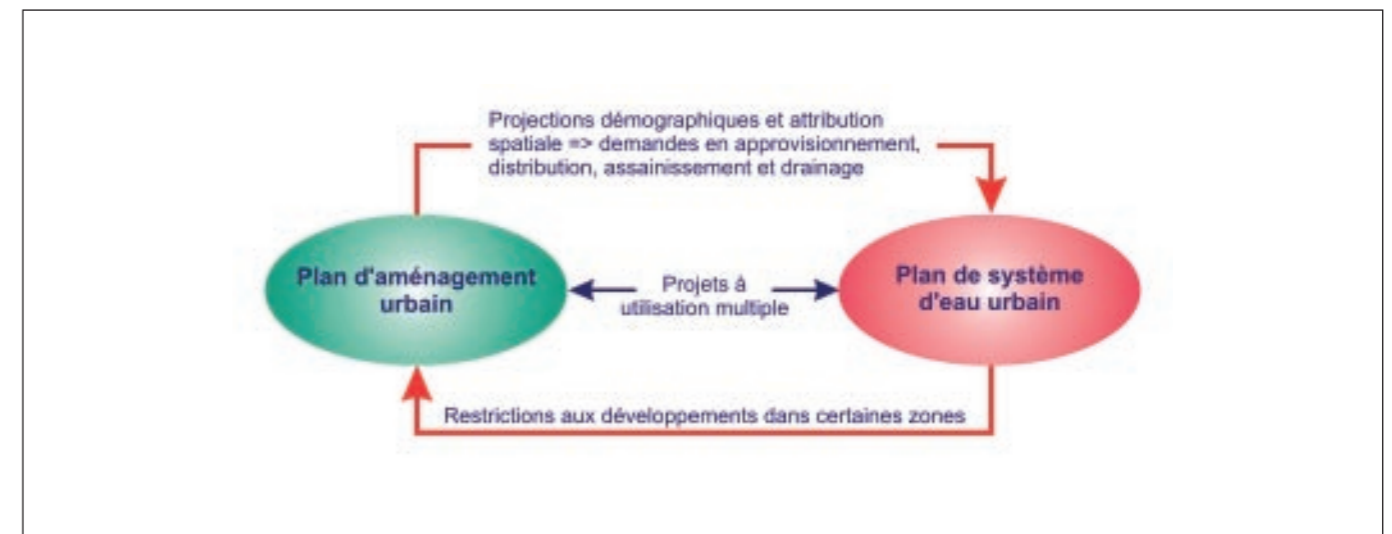 Projections démographiques et attribution
spatiale => demandes en approvisionnement,
distribution, assainissement et drainage
Plan d'aménagement
urbain
Projets à
utilisation multiple
Plan de système
d'eau urbain
Restrictions aux développements dans certaines zones